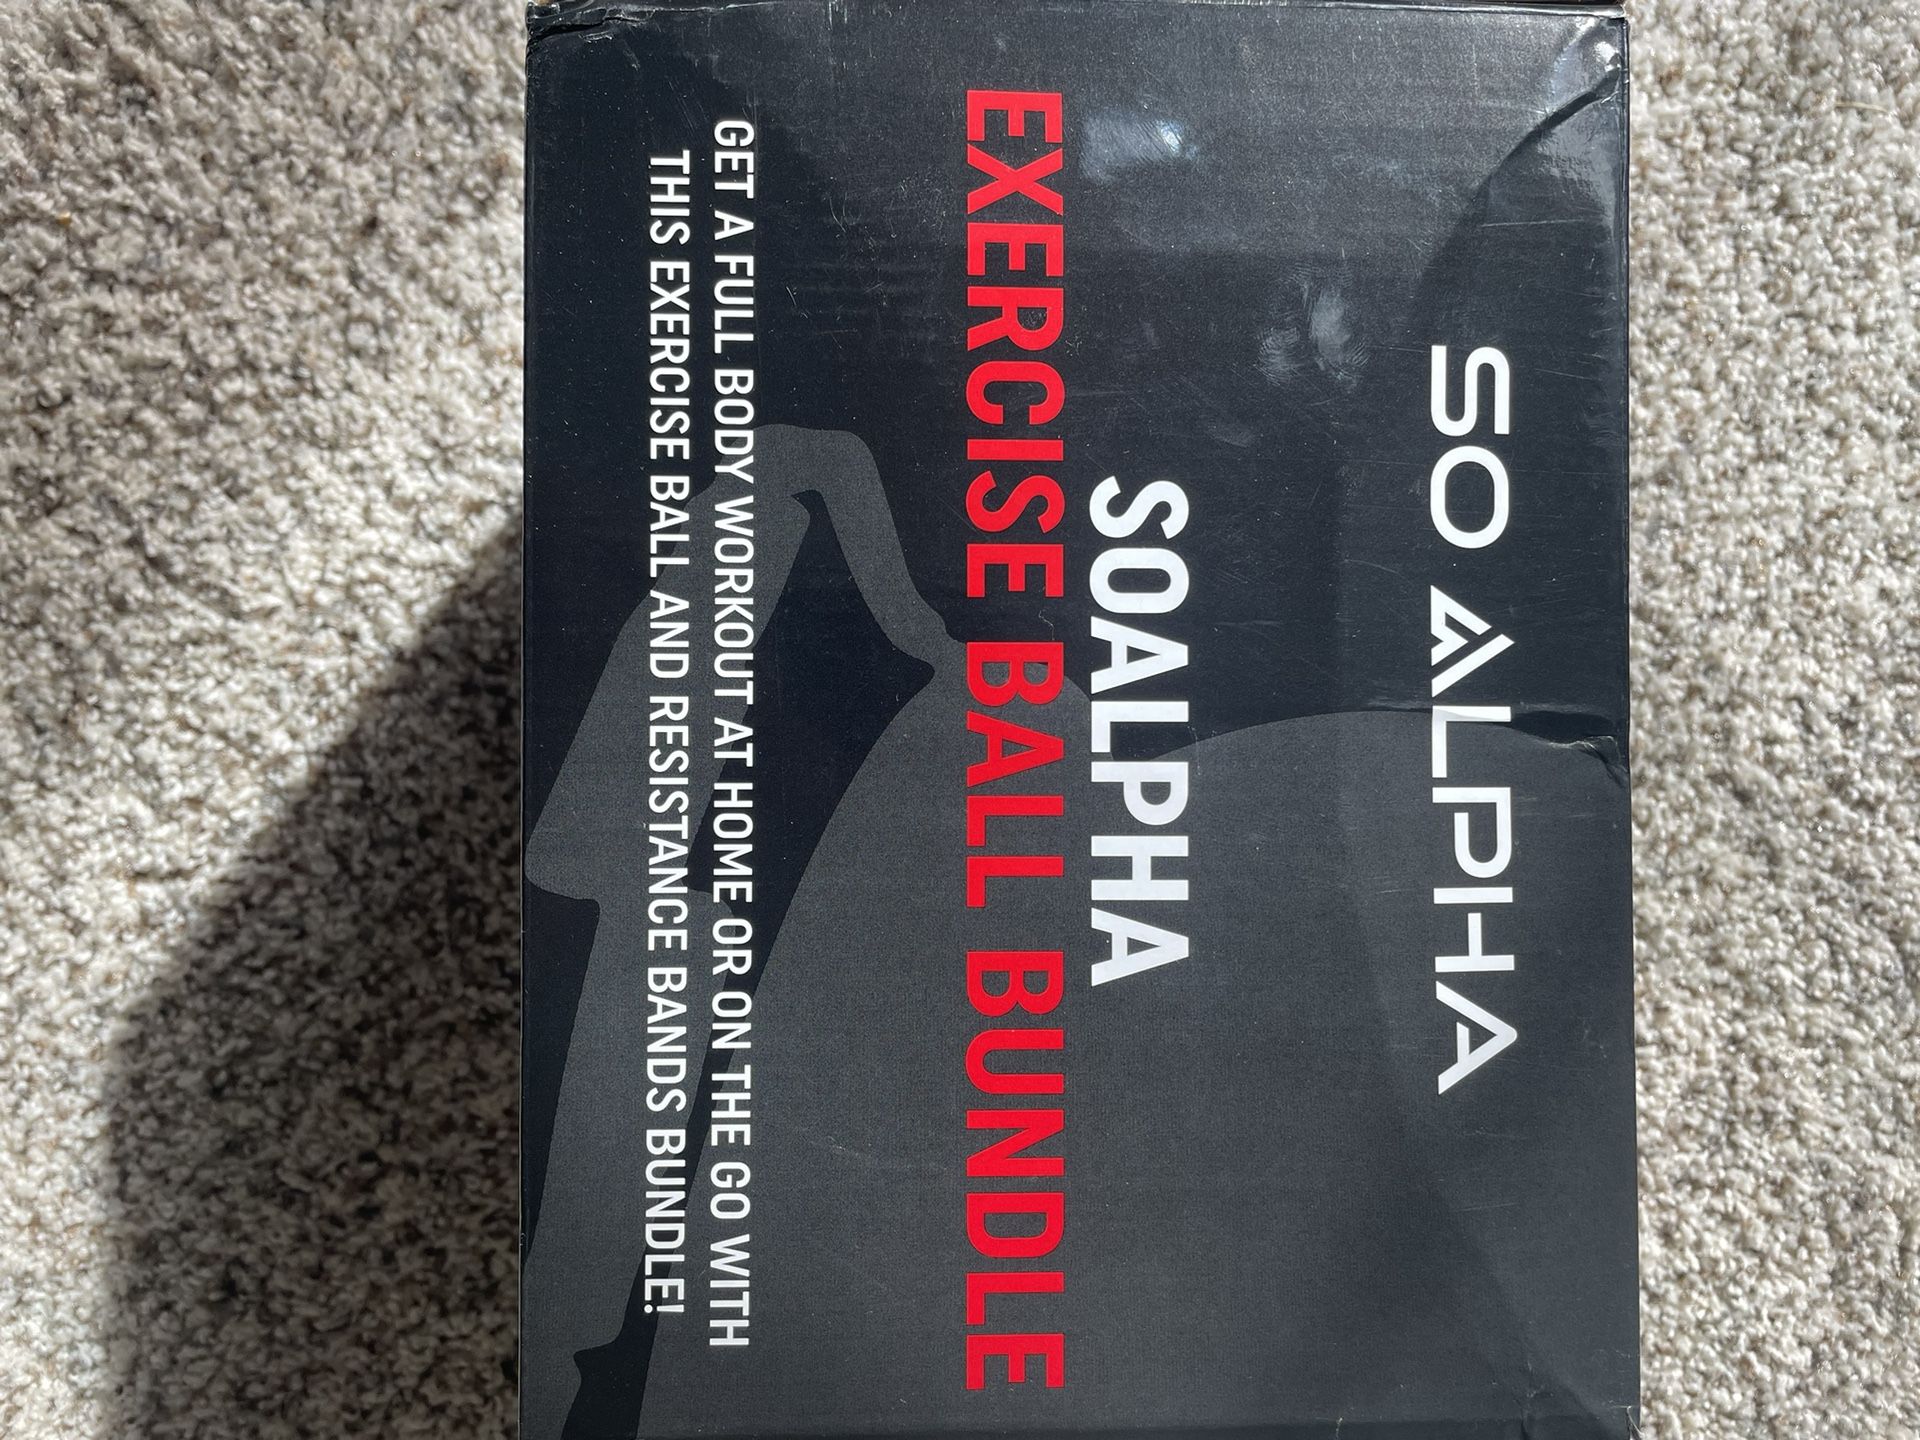 SO ALPHA
SOALPHA
EXERCISE BALL BUNDLE
GET A FULL BODY WORKOUT AT HOME OR ON THE GO WITH
THIS EXERCISE BALL AND RESISTANCE BANDS BUNDLE!